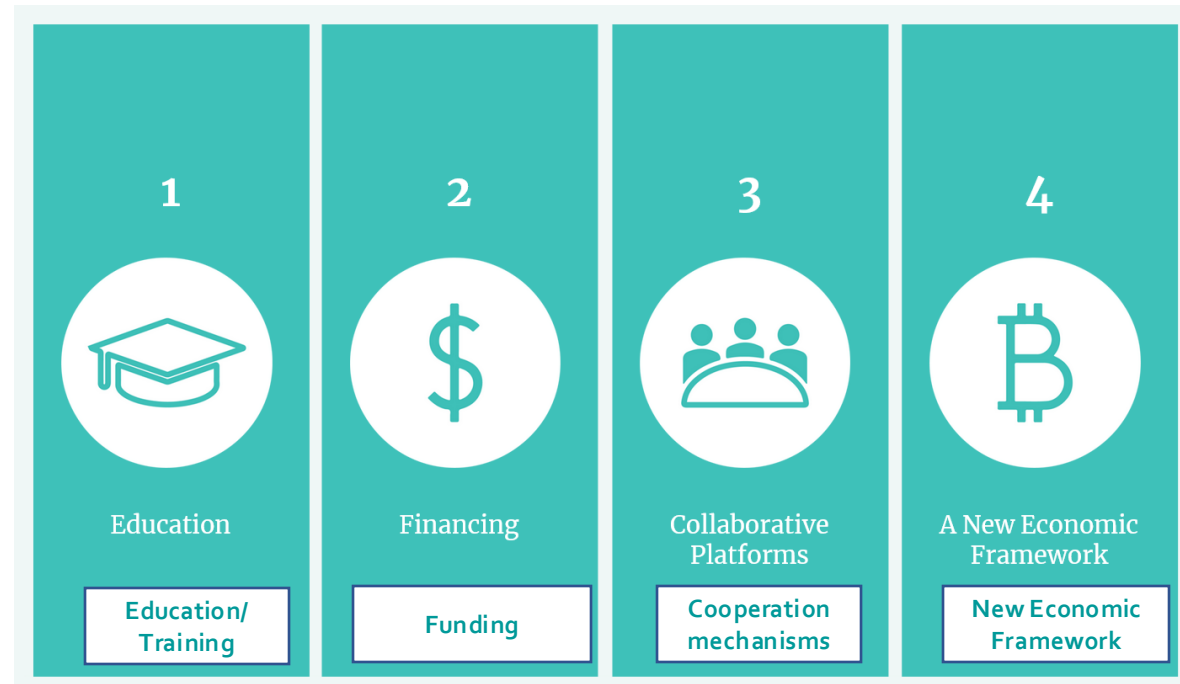 1
2
3
4
Education
Financing
Collaborative
Platforms
A New Economic
Framework
Education/
Training
Funding
Cooperation
mechanisms
New Economic
Framework